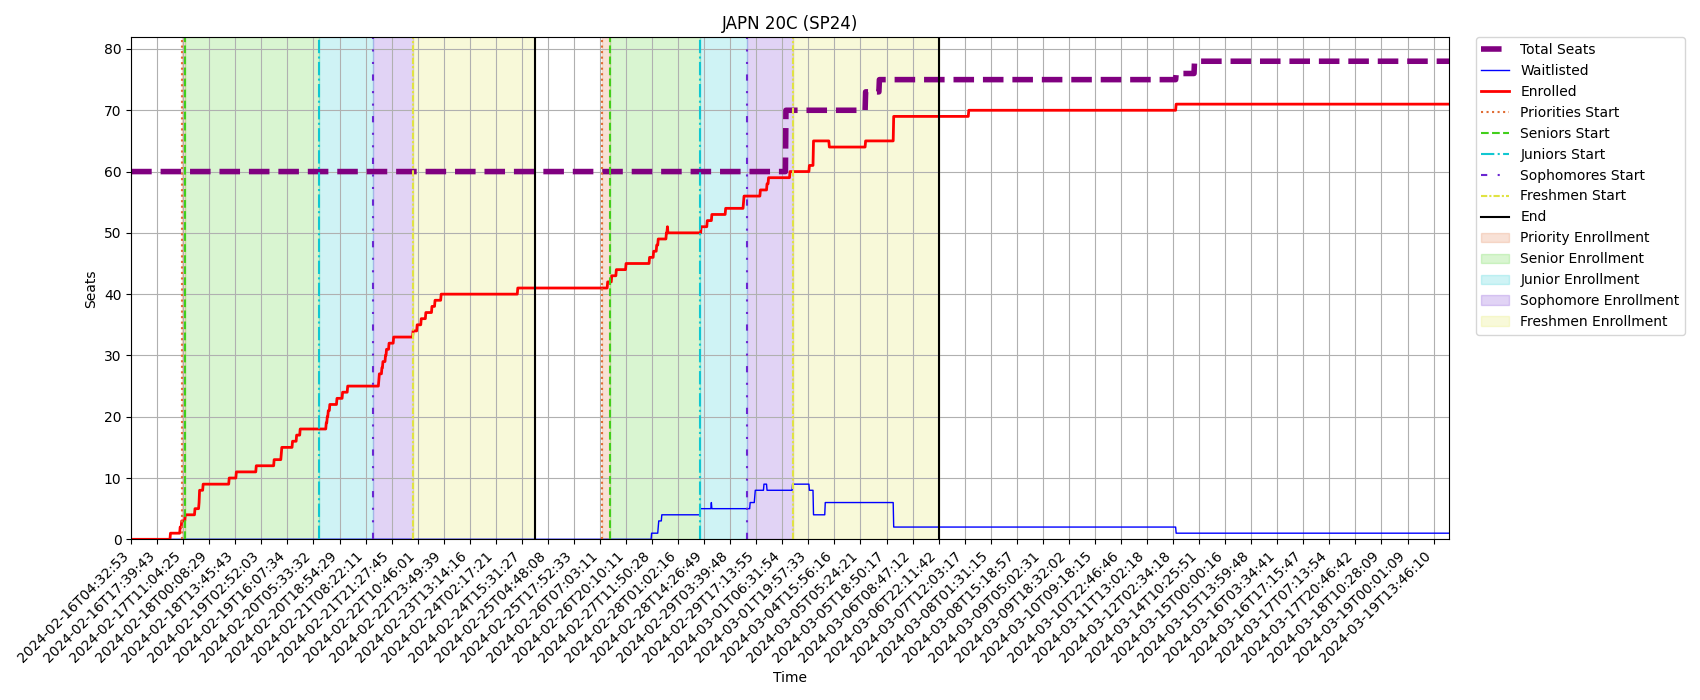 JAPN 20C (SP24)
Seats
80
70
60
50
40
30
20
10
0
2024-02-16T04:32:53
2024-02-16T17:39:43
2024-02-17T11:04:25
2024-02-18T00:08:29
2024-02-18T13:45:43
2024-02-19T02:52:03
2024-02-19T16:07:34
2024-02-20T05:33:32
2024-02-20T18:54:29
2024-02-21T08:22:11
2024-02-21T21:27:45
2024-02-22T10:46:01
2024-02-22T23:49:39
2024-02-23T13:14:16
2024-02-24T02:17:21
2024-02-24T15:31:27
2024-02-25T04:48:08
2024-02-25T17:52:33
2024-02-26T07:03:11
2024-02-26T20:10:11
2024-02-27T11:50:28
2024-02-28T01:02:16
2024-02-28T14:26:49
2024-02-29T03:39:48
2024-02-29T17:13:55
2024-03-01T06:31:54
2024-03-01T19:57:33
2024-03-04T15:56:16
2024-03-05T05:24:21
2024-03-05T18:50:17
2024-03-06T08:47:12
2024-03-06T22:11:42
2024-03-07T12:03:17
2024-03-08T01:31:15
2024-03-08T15:18:57
2024-03-09T05:02:31
2024-03-09T18:32:02
2024-03-10T09:18:15
2024-03-10T22:46:46
2024-03-11T13:02:18
2024-03-12T02:34:18
2024-03-14T10:25:51
2024-03-15T00:00:16
2024-03-15T13:59:48
2024-03-16T03:34:41
2024-03-16T17:15:47
2024-03-17T07:13:54
2024-03-17T20:46:42
2024-03-18T10:28:09
2024-03-19T00:01:09
2024-03-19T13:46:10
Time
Total Seats
Waitlisted
Enrolled
Priorities Start
Seniors Start
Juniors Start
Sophomores Start
Freshmen Start
End
Priority Enrollment
Senior Enrollment
Junior Enrollment
Sophomore Enrollment
Freshmen Enrollment